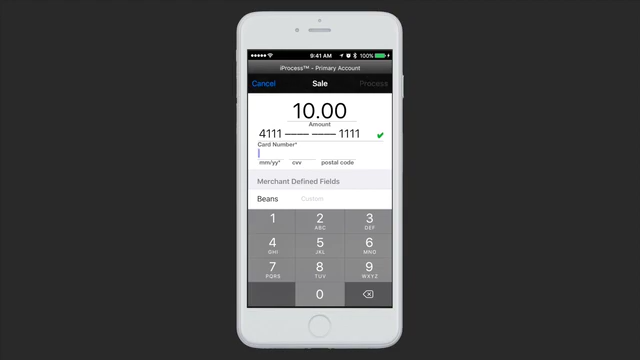 9:41 AM 100%
iProcess™ - Primary Account
Cancel Sale Process
10.00
Amount
4111 —— —— 1111
Card Number*
mm/yy* cvv postal code
Merchant Defined Fields
Beans Custom
1 2 ABC 3 DEF
4 GHI 5 JKL 6 MNO
7 PQRS 8 TUV 9 WXYZ
0